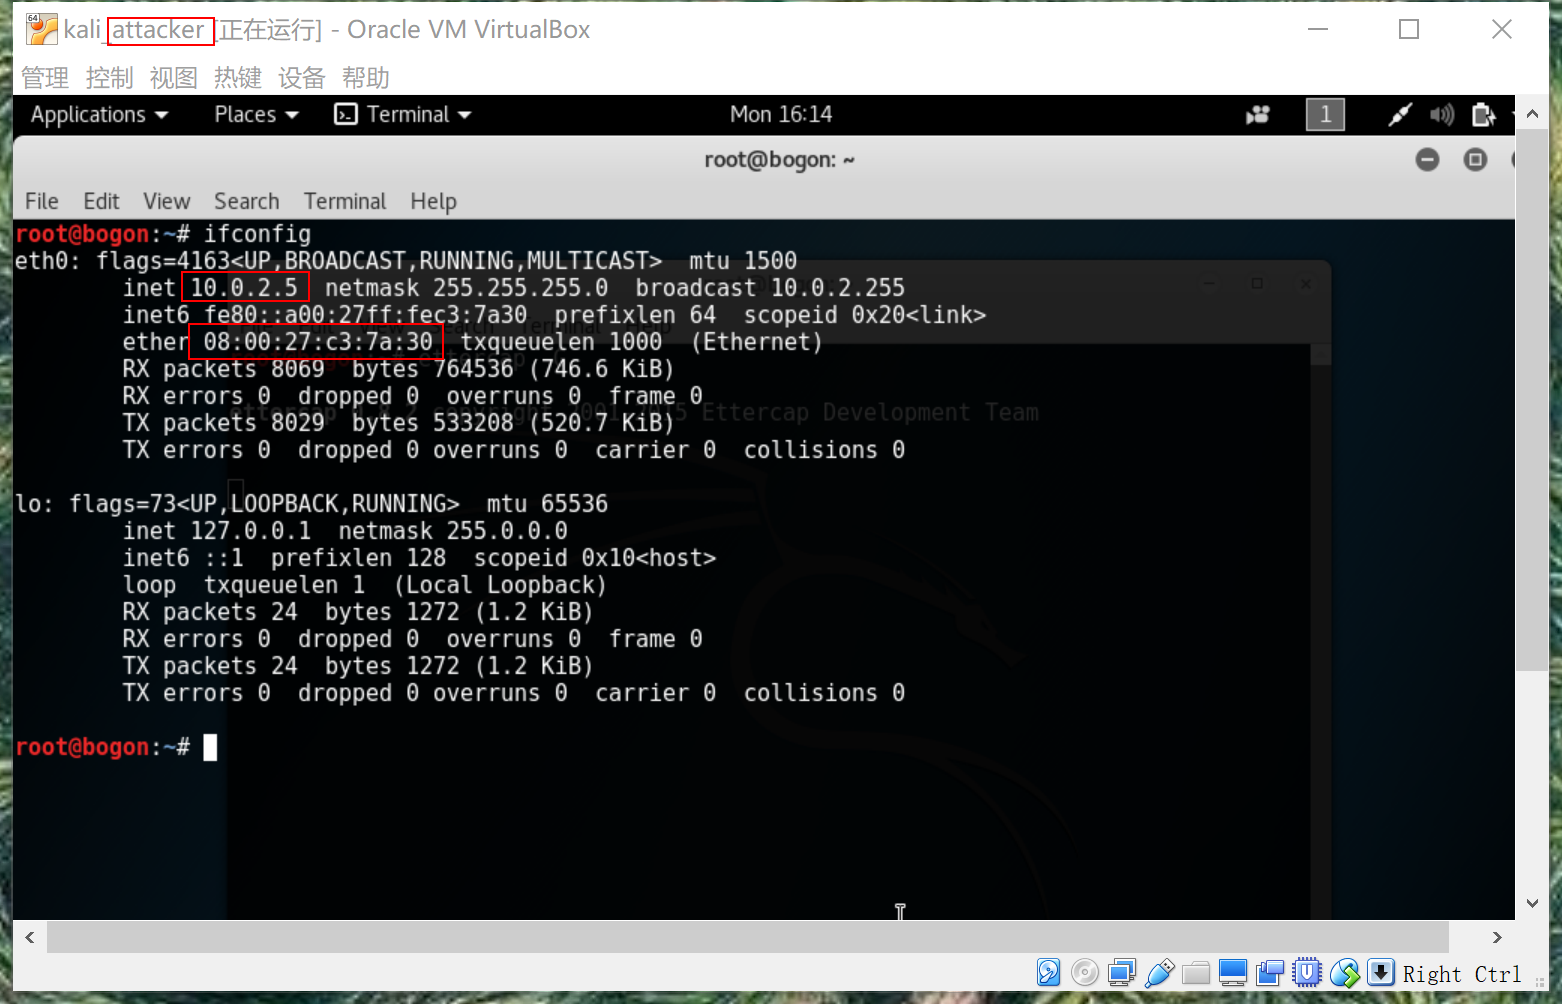 kali_attacker [正在运行] - Oracle VM VirtualBox
管理 控制 视图 热键 设备 帮助
Applications Places Terminal Mon 16:14 1
root@bogon: ~
File Edit View Search Terminal Help
root@bogon:~# ifconfig
eth0: flags=4163<UP,BROADCAST,RUNNING,MULTICAST>  mtu 1500
        inet 10.0.2.5  netmask 255.255.255.0  broadcast 10.0.2.255
        inet6 fe80::a00:27ff:fec3:7a30  prefixlen 64  scopeid 0x20<link>
        ether 08:00:27:c3:7a:30  txqueuelen 1000  (Ethernet)
        RX packets 8069  bytes 764536 (746.6 KiB)
        RX errors 0  dropped 0  overruns 0  frame 0
        TX packets 8029  bytes 533208 (520.7 KiB)
        TX errors 0  dropped 0 overruns 0  carrier 0  collisions 0
lo: flags=73<UP,LOOPBACK,RUNNING>  mtu 65536
        inet 127.0.0.1  netmask 255.0.0.0
        inet6 ::1  prefixlen 128  scopeid 0x10<host>
        loop  txqueuelen 1  (Local Loopback)
        RX packets 24  bytes 1272 (1.2 KiB)
        RX errors 0  dropped 0  overruns 0  frame 0
        TX packets 24  bytes 1272 (1.2 KiB)
        TX errors 0  dropped 0 overruns 0  carrier 0  collisions 0
root@bogon:~#
File Edit View Search Terminal Help
Ettercap Development Team
Right Ctrl